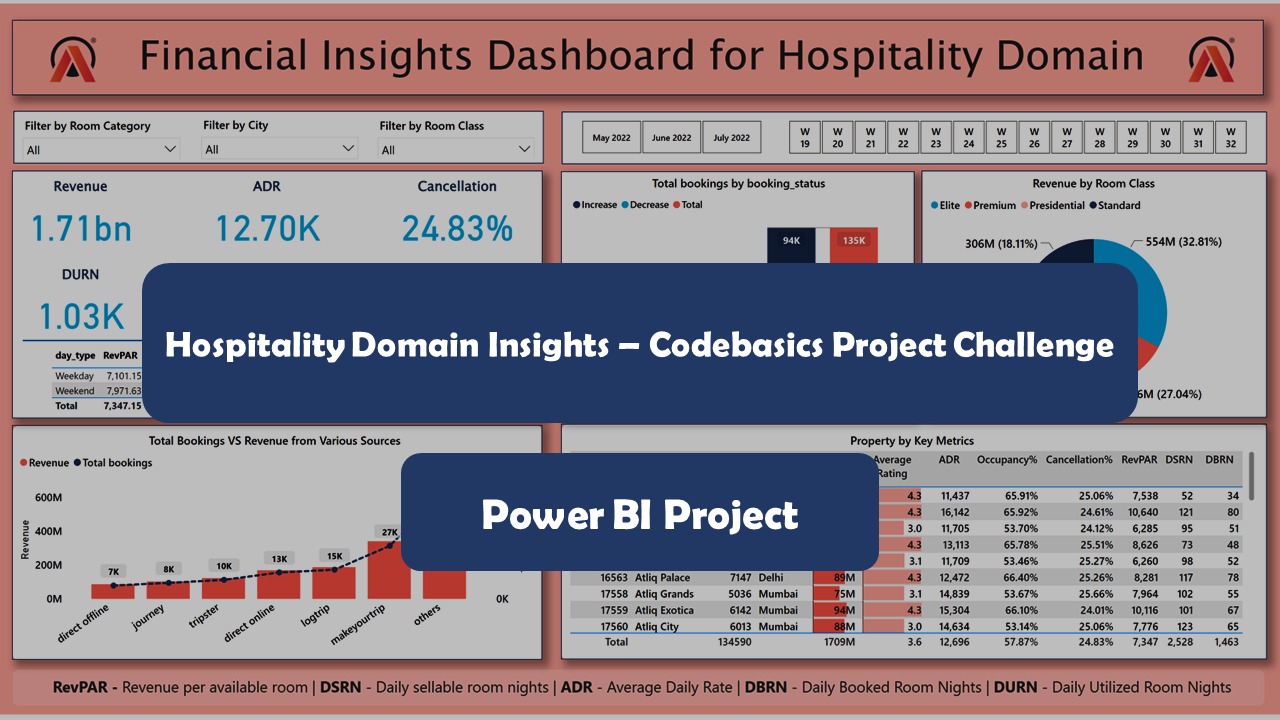 Financial Insights Dashboard for Hospitality Domain
Filter by Room Category
All
Filter by City
All
Filter by Room Class
All
May 2022
June 2022
July 2022
W 19
W 20
W 21
W 22
W 23
W 24
W 25
W 26
W 27
W 28
W 29
W 30
W 31
W 32
Revenue
1.71bn
ADR
12.70K
Cancellation
24.83%
DURN
1.03K
day_type RevPAR
Weekday 7,101.15
Weekend 7,971.63
Total 7,347.15
Total bookings by booking_status
Increase Decrease Total
94K
135K
Revenue by Room Class
Elite Premium Presidential Standard
306M (18.11%)
554M (32.81%)
6M (27.04%)
Hospitality Domain Insights – Codebasics Project Challenge
Power BI Project
Total Bookings VS Revenue from Various Sources
Revenue Total bookings
Revenue
600M
400M
200M
0M
7K
8K
10K
13K
15K
27K
0K
direct offline
journey
tripster
direct online
logtrip
makeyourtrip
others
Property by Key Metrics
Average Rating ADR Occupancy% Cancellation% RevPAR DSRN DBRN
4.3 11,437 65.91% 25.06% 7,538 52 34
4.3 16,142 65.92% 24.61% 10,640 121 80
3.0 11,705 53.70% 24.12% 6,285 95 51
4.3 13,113 65.78% 25.51% 8,626 73 48
3.1 11,709 53.46% 25.27% 6,260 98 52
16563 Atliq Palace 7147 Delhi 89M 4.3 12,472 66.40% 25.26% 8,281 117 78
17558 Atliq Grands 5036 Mumbai 75M 3.1 14,839 53.67% 25.66% 7,964 102 55
17559 Atliq Exotica 6142 Mumbai 94M 4.3 15,304 66.10% 24.01% 10,116 101 67
17560 Atliq City 6013 Mumbai 88M 3.0 14,634 53.14% 25.06% 7,776 123 65
Total 134590 1709M 3.6 12,696 57.87% 24.83% 7,347 2,528 1,463
RevPAR - Revenue per available room | DSRN - Daily sellable room nights | ADR - Average Daily Rate | DBRN - Daily Booked Room Nights | DURN - Daily Utilized Room Nights